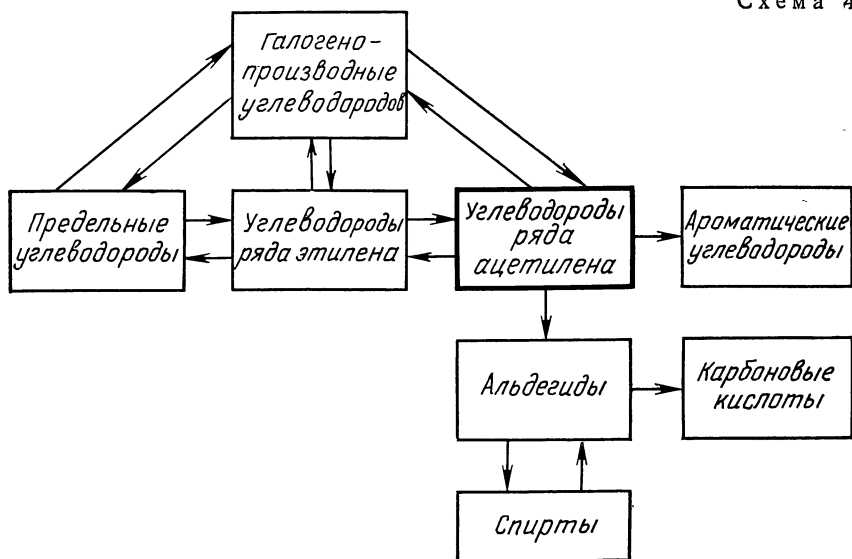 Схема 4
Галогено-
производные
углеводородов
Предельные
углеводороды
Углеводороды
ряда этилена
Углеводороды
ряда
ацетилена
Ароматические
углеводороды
Альдегиды
Карбоновые
кислоты
Спирты